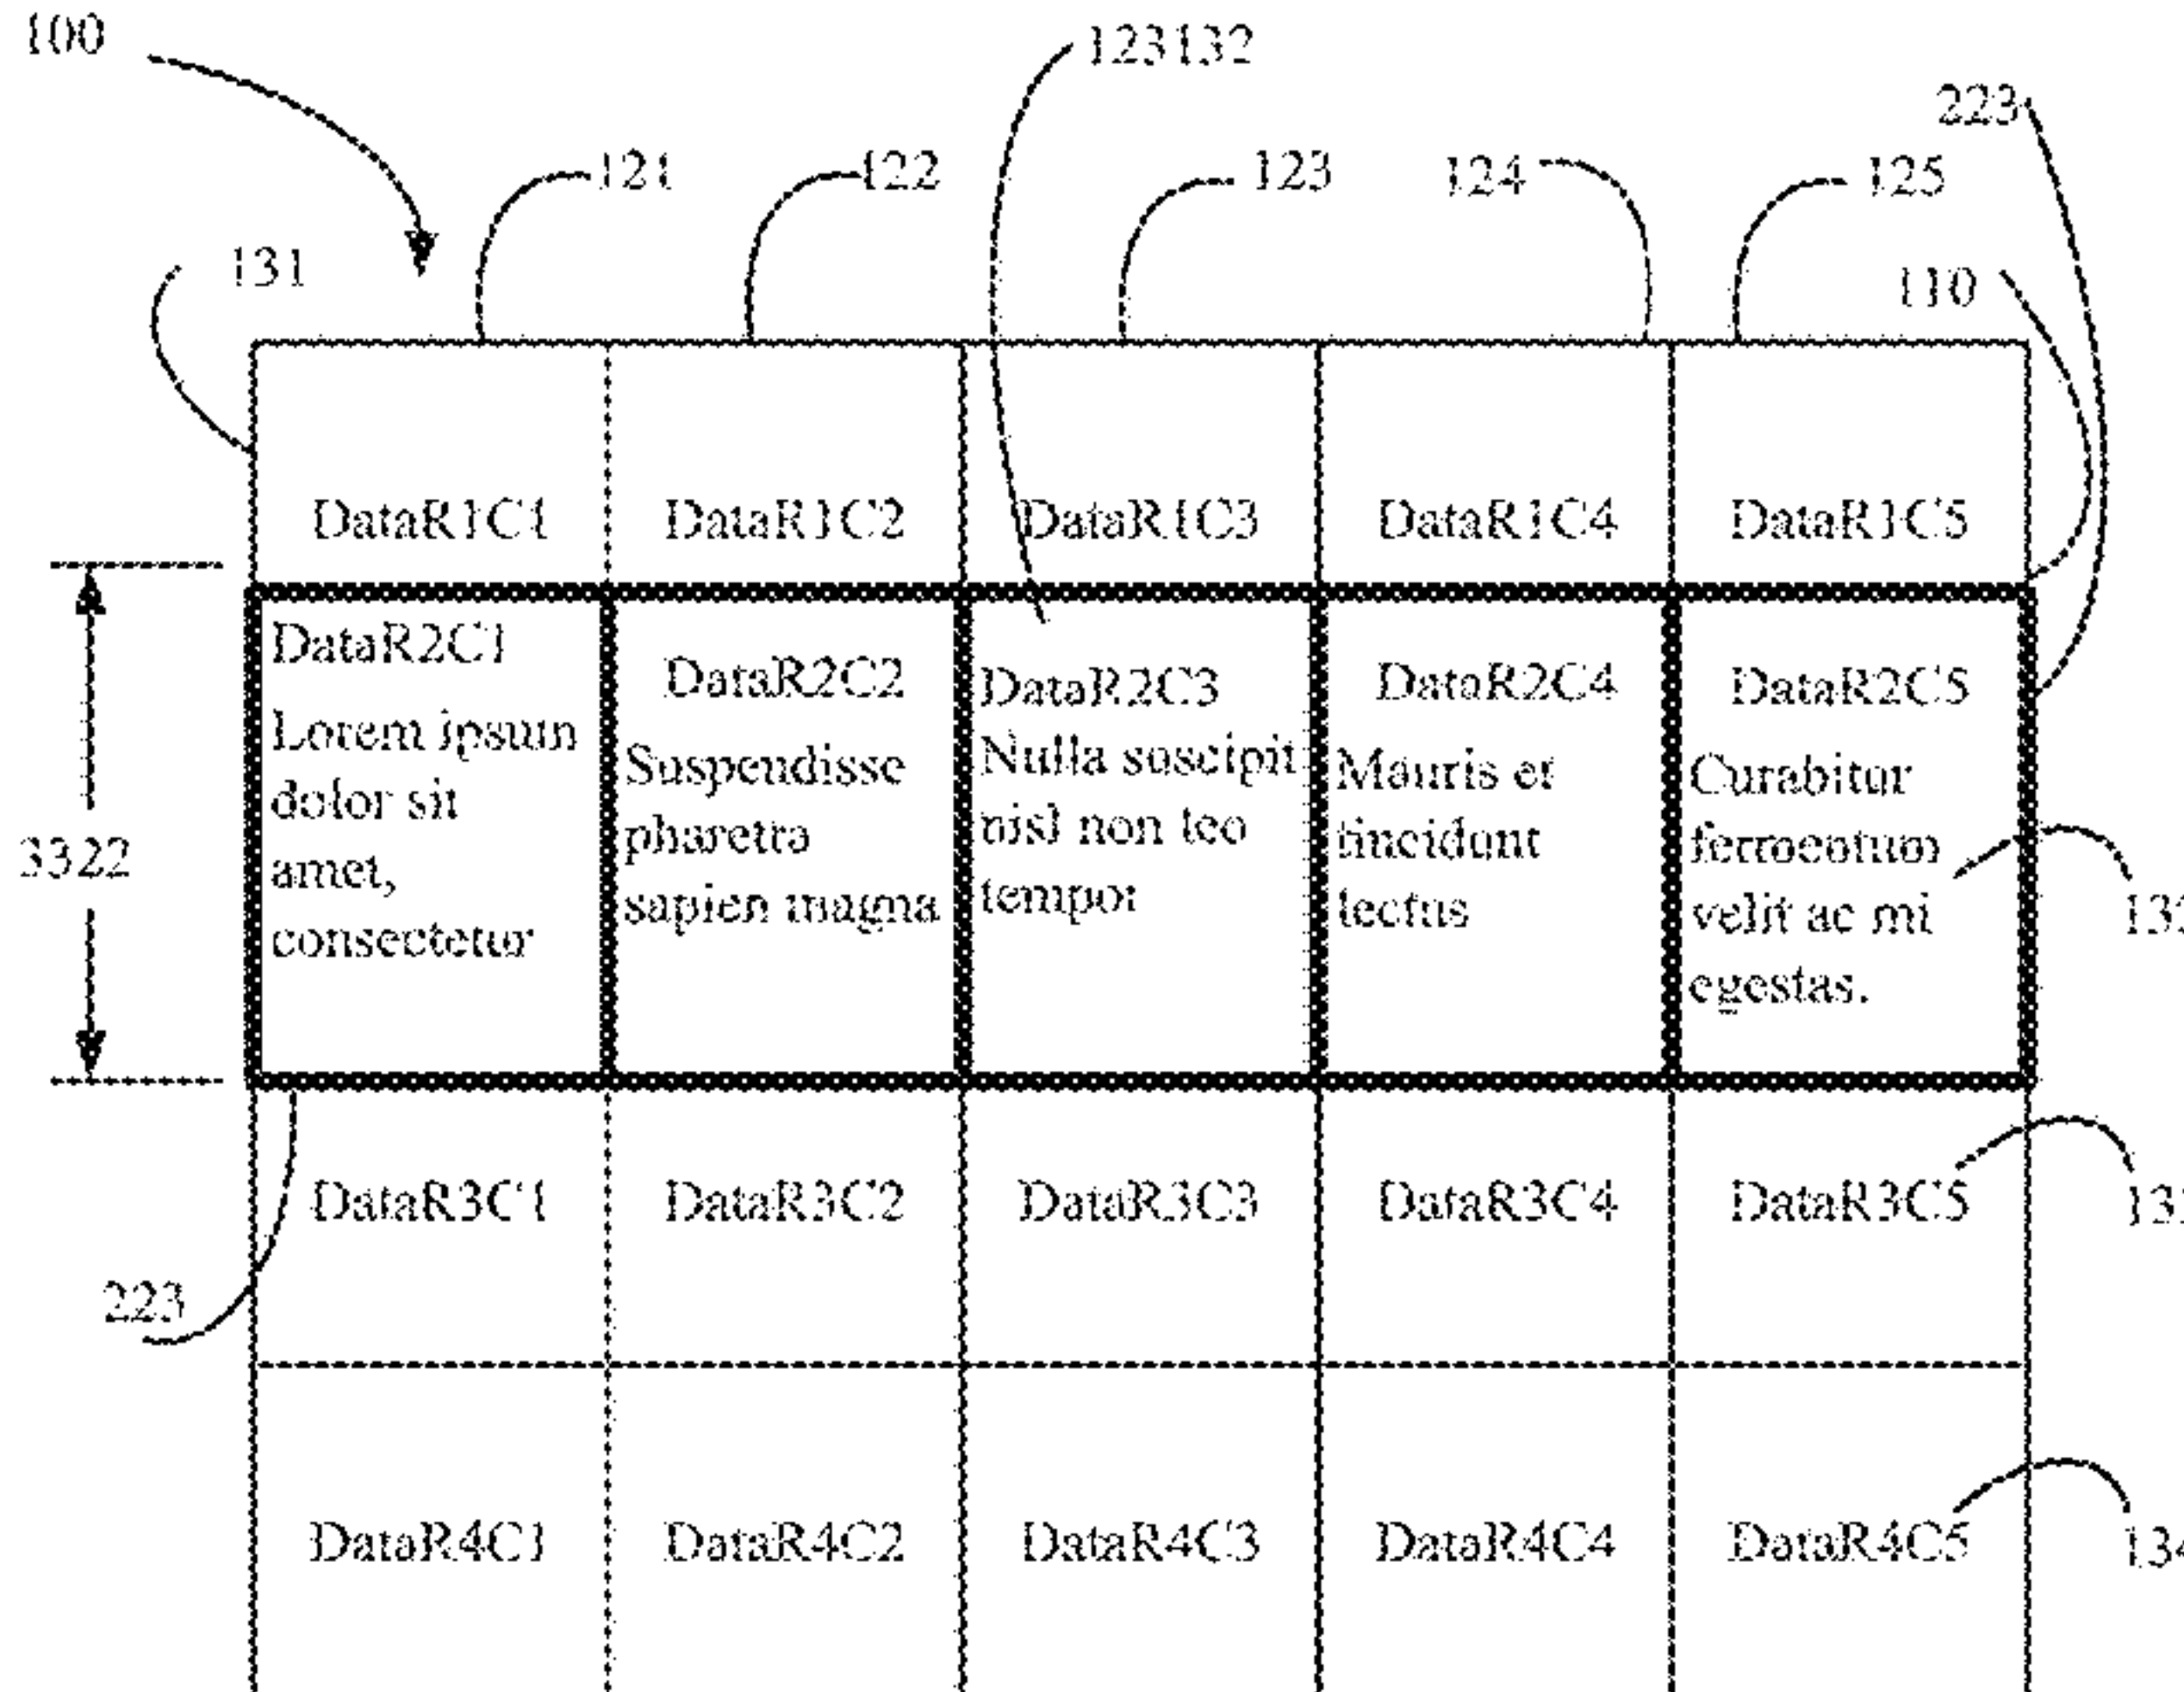 100
123132
223
121
122
123
124
125
131
110
DataR1C1
DataR1C2
DataR1C3
DataR1C4
DataR1C5
3322
DataR2C1
Lorem ipsum
dolor sit
amet,
consectetur
DataR2C2
Suspendisse
pharetra
sapien magna
DataR2C3
Nulla suscipit
nisl non leo
tempor
DataR2C4
Mauris et
tincidunt
lectus
DataR2C5
Curabitur
fermentum
velit ac mi
egestas.
DataR3C1
DataR3C2
DataR3C3
DataR3C4
DataR3C5
223
DataR4C1
DataR4C2
DataR4C3
DataR4C4
DataR4C5
134